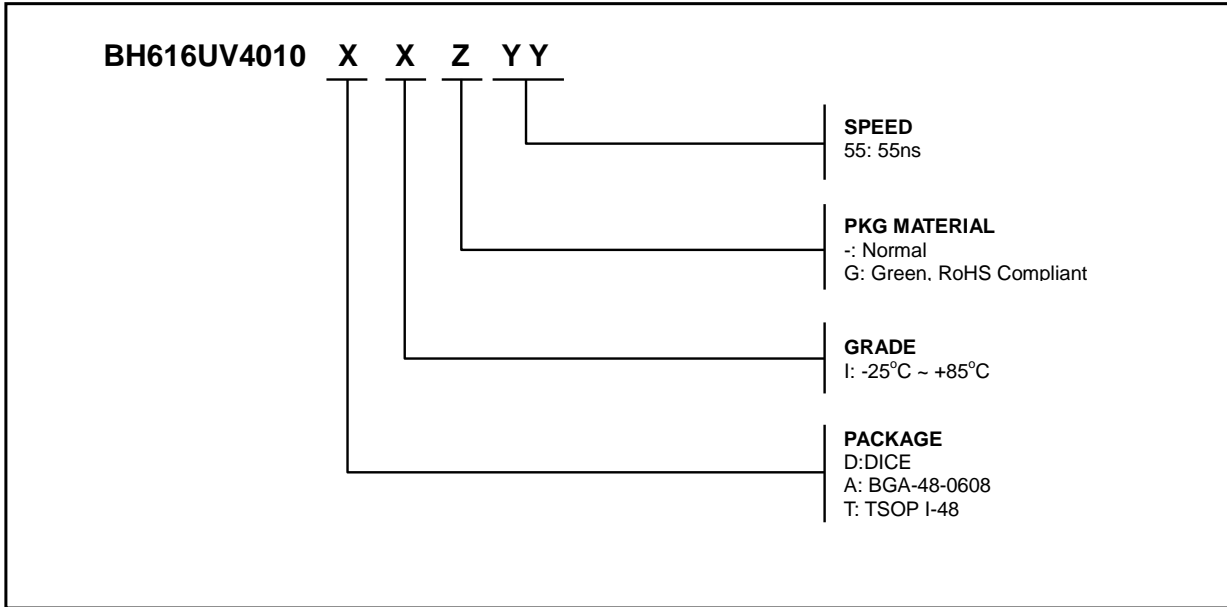 BH616UV4010 X X Z Y Y
SPEED
55: 55ns
PKG MATERIAL
-: Normal
G: Green, RoHS Compliant
GRADE
I: -25°C ~ +85°C
PACKAGE
D:DICE
A: BGA-48-0608
T: TSOP I-48